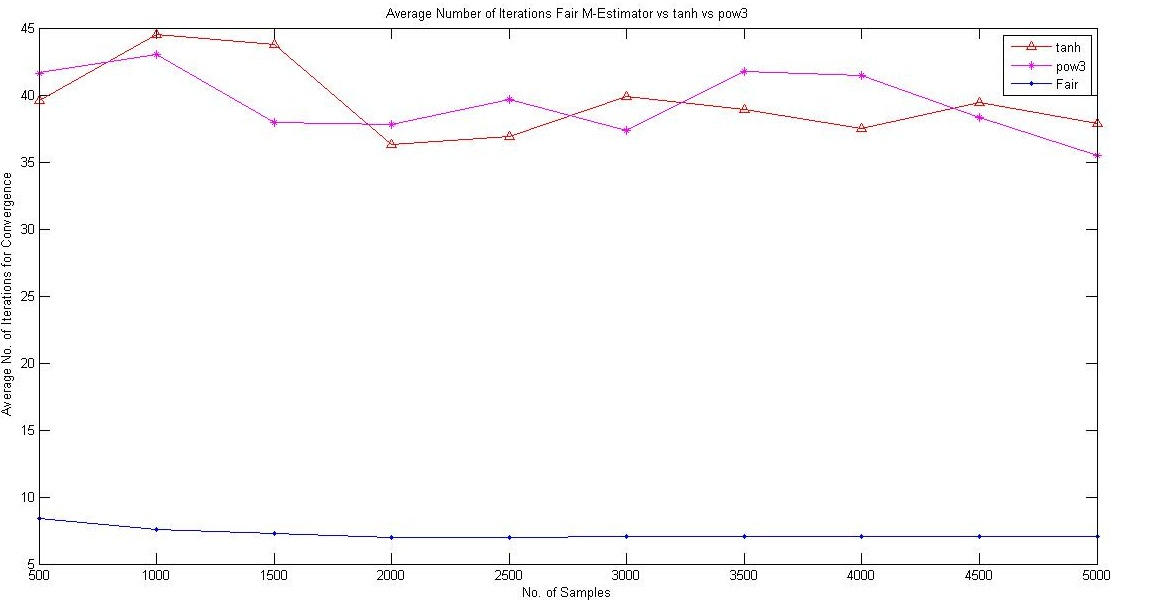 Average Number of Iterations Fair M-Estimator vs tanh vs pow3
45
40
35
30
25
20
15
10
5
Average No. of Iterations for Convergence
tanh
pow3
Fair
500 1000 1500 2000 2500 3000 3500 4000 4500 5000
No. of Samples